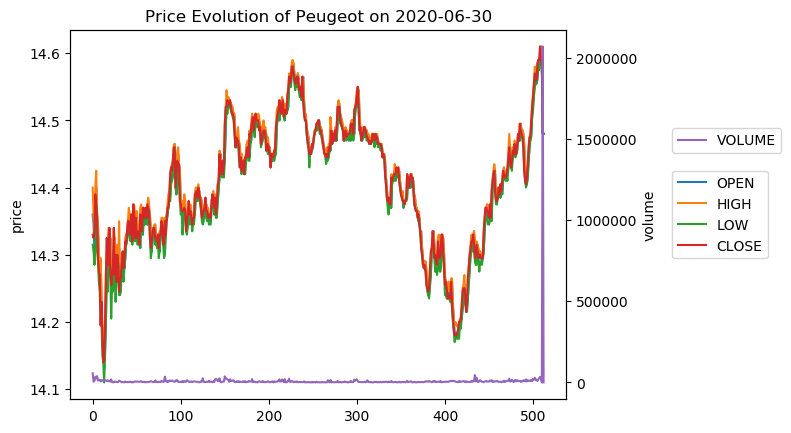 Price Evolution of Peugeot on 2020-06-30
14.6
14.5
14.4
14.3
14.2
14.1
price
0
100
200
300
400
500
2000000
1500000
1000000
500000
0
volume
VOLUME
OPEN
HIGH
LOW
CLOSE